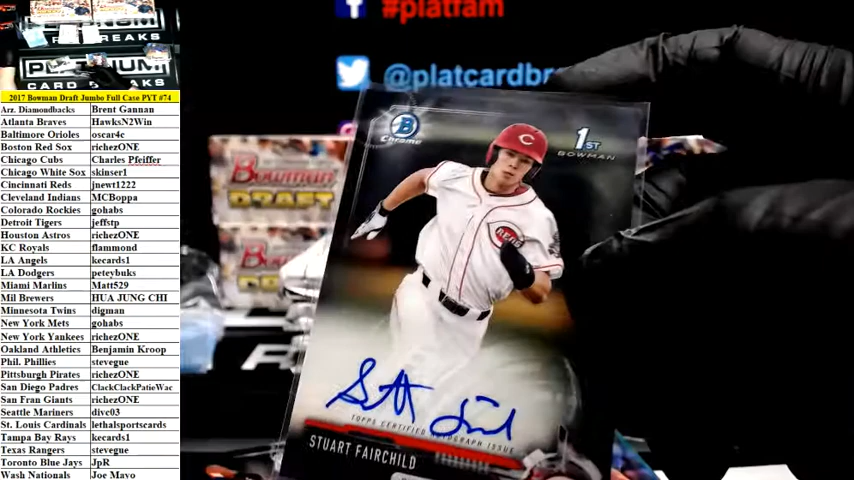 #platfam
@platcardbr
PLATINUM
CARD BREAKS
2017 Bowman Draft Jumbo Full Case PYT #74
Arz. Diamondbacks Brent Gannan
Atlanta Braves HawksN2Win
Baltimore Orioles oscar4c
Boston Red Sox richezONE
Chicago Cubs Charles Pfeiffer
Chicago White Sox skinser1
Cincinnati Reds jnewt1222
Cleveland Indians MCBoppa
Colorado Rockies gohabs
Detroit Tigers jeffstp
Houston Astros richezONE
KC Royals flammond
LA Angels kecards1
LA Dodgers peteybuks
Miami Marlins Matt529
Mil Brewers HUA JUNG CHI
Minnesota Twins digman
New York Mets gohabs
New York Yankees richezONE
Oakland Athletics Benjamin Kroop
Phil. Phillies stevegue
Pittsburgh Pirates richezONE
San Diego Padres ClackClackPatieWac
San Fran Giants richezONE
Seattle Mariners divc03
St. Louis Cardinals lethalsportscards
Tampa Bay Rays kecards1
Texas Rangers stevegue
Toronto Blue Jays JpR
Wash Nationals Joe Mayo
Bowman
DRAFT
B
Chrome
1ST
BOWMAN
C
REDS
TOPPS CERTIFIED AUTOGRAPH ISSUE
STUART FAIRCHILD